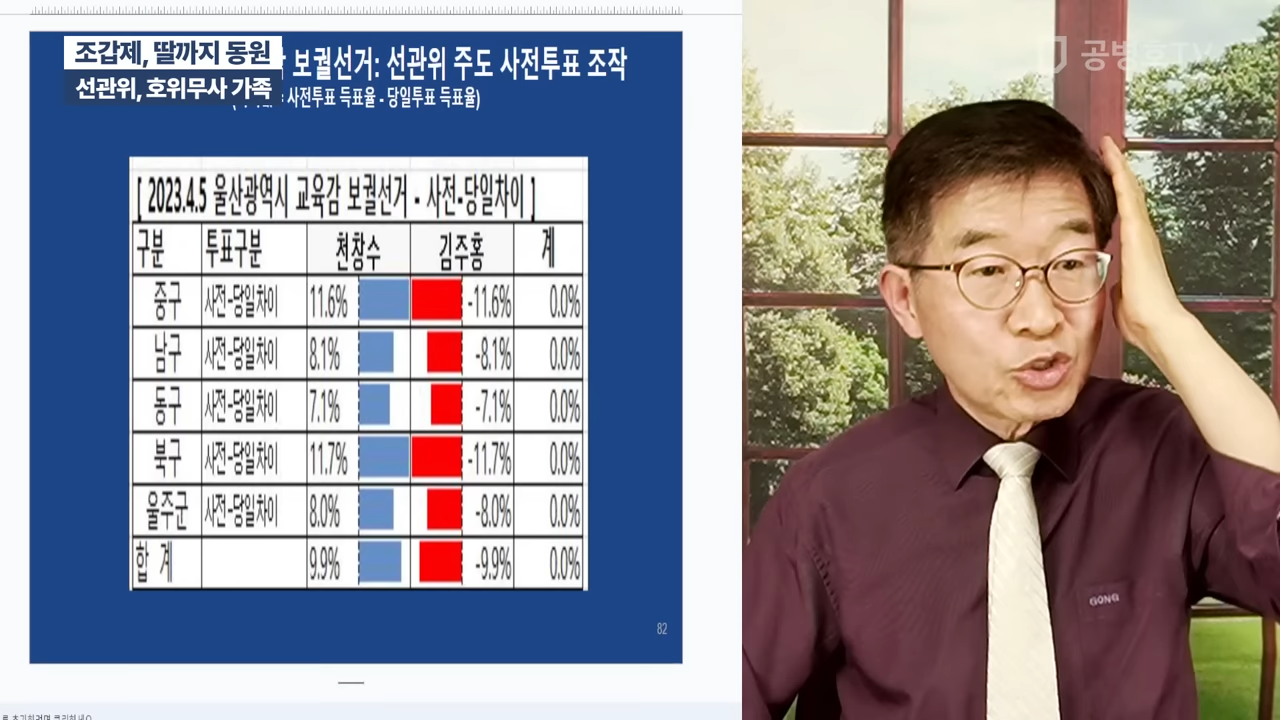 조갑제, 딸까지 동원
선관위, 호위무사 가족
보궐선거: 선관위 주도 사전투표 조작
사전투표 득표율 - 당일투표 득표율)
[ 2023.4.5 울산광역시 교육감 보궐선거 - 사전-당일차이 ]
구분 투표구분 천창수 김주홍 계
중구 사전-당일차이 11.6% -11.6% 0.0%
남구 사전-당일차이 8.1% -8.1% 0.0%
동구 사전-당일차이 7.1% -7.1% 0.0%
북구 사전-당일차이 11.7% -11.7% 0.0%
울주군 사전-당일차이 8.0% -8.0% 0.0%
합 계 9.9% -9.9% 0.0%
82
공병호TV
GONG